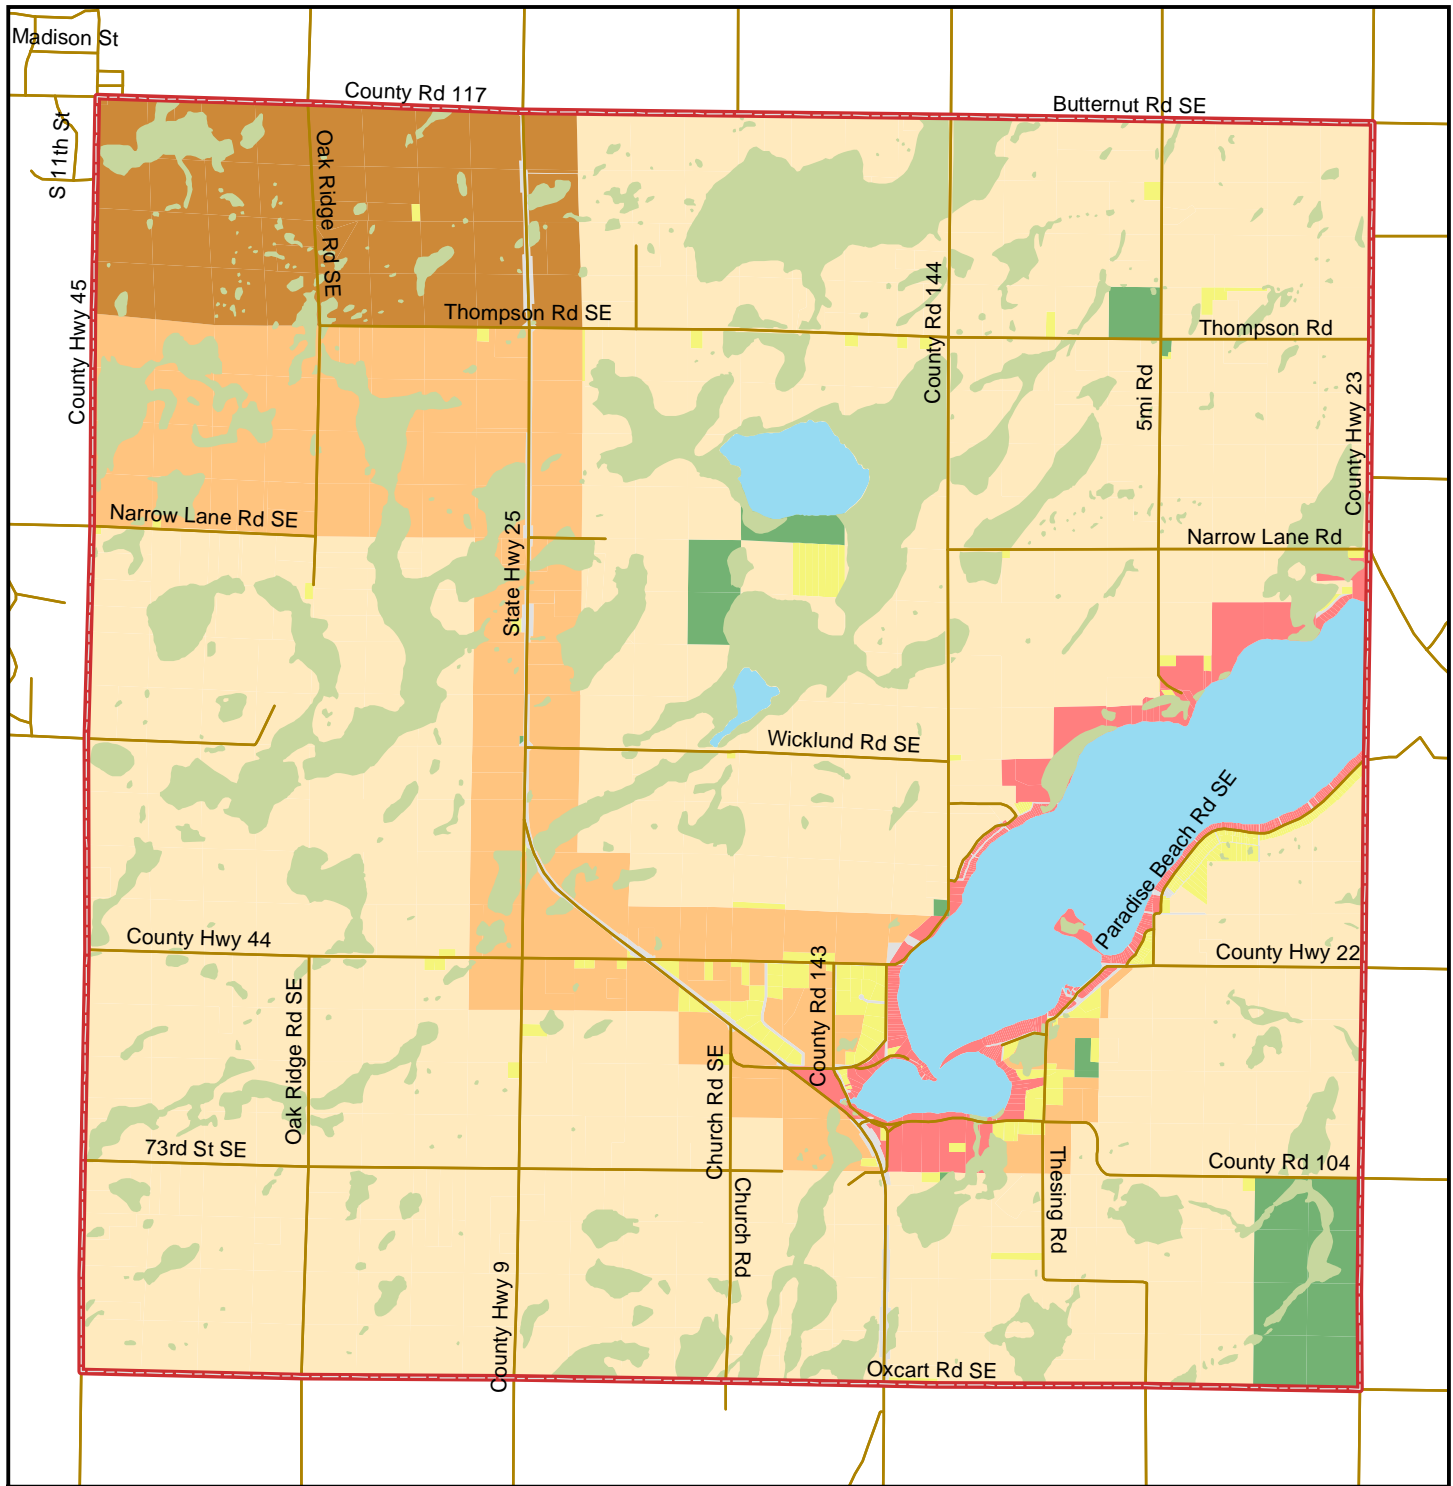 Madison St
County Rd 117
Butternut Rd SE
S 11th St
Oak Ridge Rd SE
County Hwy 45
Thompson Rd SE
County Rd 144
Thompson Rd
5mi Rd
County Hwy 23
Narrow Lane Rd SE
State Hwy 25
Narrow Lane Rd
Wicklund Rd SE
Paradise Beach Rd SE
County Hwy 44
County Rd 143
County Hwy 22
Oak Ridge Rd SE
Church Rd SE
73rd St SE
Thesing Rd
County Rd 104
Church Rd
County Hwy 9
Oxcart Rd SE